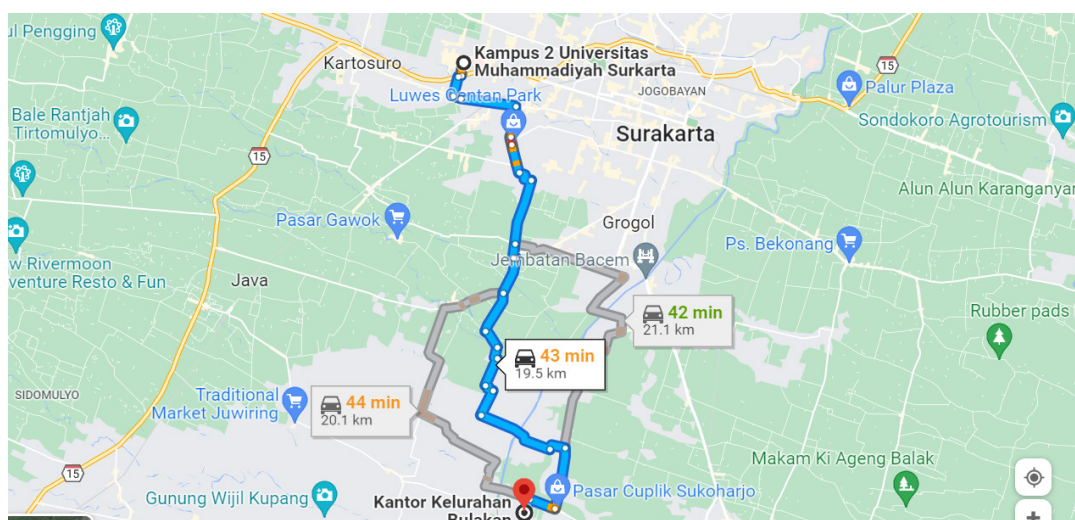 ul Pengging
Kartosuro
Kampus 2 Universitas
Muhammadiyah Surkarta
15
Luwes Gentan Park
JOGOBAYAN
Palur Plaza
Bale Rantjah
Tirtomulyo...
Surakarta
Sondokoro Agrotourism
15
Alun Alun Karanganyar
Pasar Gawok
Grogol
Ps. Bekonang
w Rivermoon
venture Resto & Fun
Java
Jembatan Bacem
42 min
21.1 km
Rubber pads
43 min
19.5 km
SIDOMULYO
Traditional
Market Juwiring
44 min
20.1 km
15
Makam Ki Ageng Balak
Gunung Wijil Kupang
Kantor Kelurahan
Bulakan
Pasar Cuplik Sukoharjo